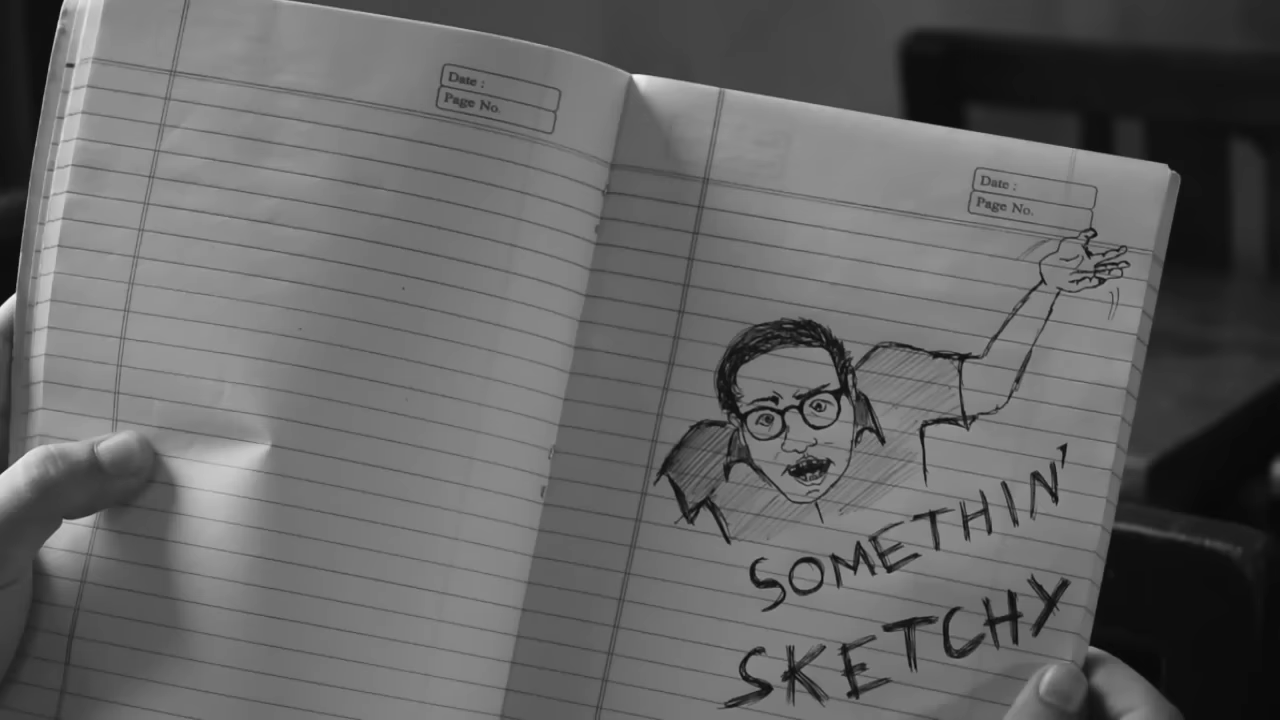 Date :
Page No.
Date :
Page No.
SOMETHIN'
SKETCHY